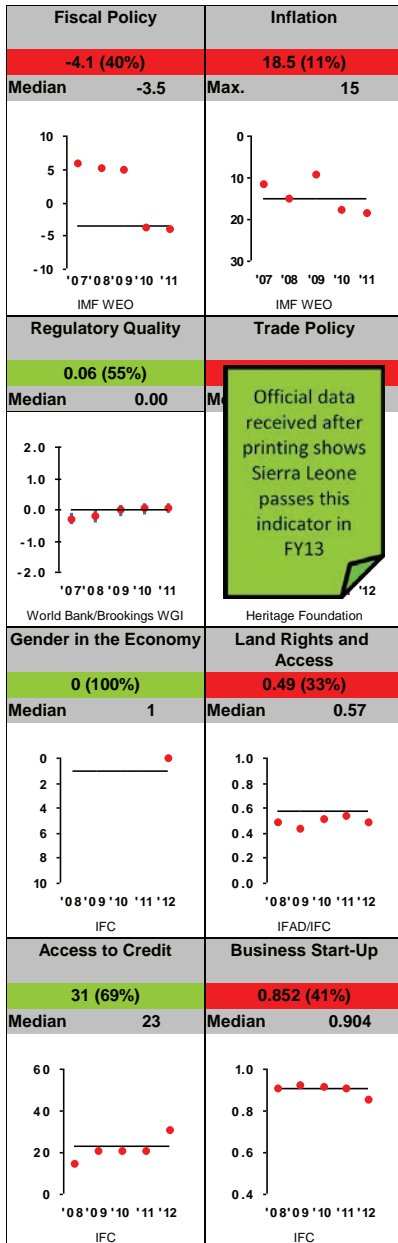 Fiscal Policy
-4.1 (40%)
Median -3.5
10
5
0
-5
-10
'07 '08 '09 '10 '11
IMF WEO
Inflation
18.5 (11%)
Max. 15
0
10
20
30
'07 '08 '09 '10 '11
IMF WEO
Regulatory Quality
0.06 (55%)
Median 0.00
2.0
1.0
0.0
-1.0
-2.0
'07 '08 '09 '10 '11
World Bank/Brookings WGI
Trade Policy
Official data
received after
printing shows
Sierra Leone
passes this
indicator in
FY13
'12
Heritage Foundation
Gender in the Economy
0 (100%)
Median 1
0
2
4
6
8
10
'08 '09 '10 '11 '12
IFC
Land Rights and
Access
0.49 (33%)
Median 0.57
1.0
0.8
0.6
0.4
0.2
0.0
'08 '09 '10 '11 '12
IFAD/IFC
Access to Credit
31 (69%)
Median 23
60
40
20
0
'08 '09 '10 '11 '12
IFC
Business Start-Up
0.852 (41%)
Median 0.904
1.0
0.8
0.6
0.4
'08 '09 '10 '11 '12
IFC